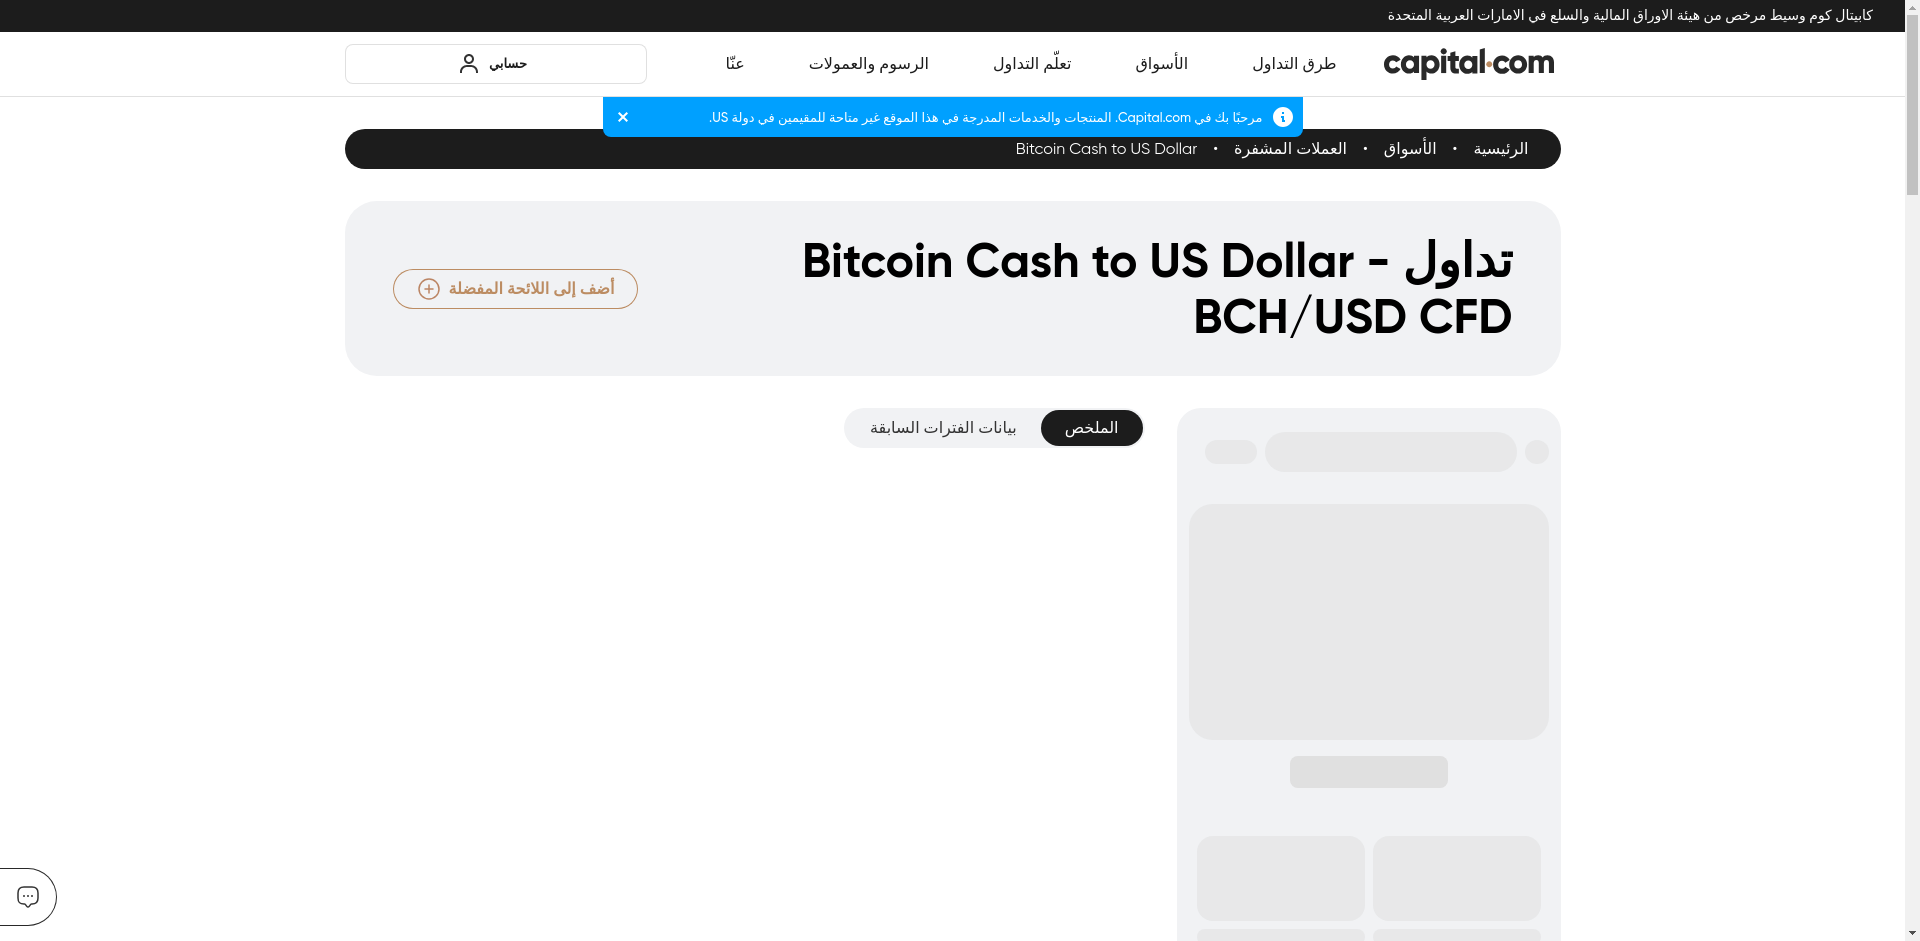 كابيتال كوم وسيط مرخص من هيئة الاوراق المالية والسلع في الامارات العربية المتحدة
capital.com
طرق التداول
الأسواق
تعلّم التداول
الرسوم والعمولات
عنّا
حسابي
مرحبًا بك في Capital.com. المنتجات والخدمات المدرجة في هذا الموقع غير متاحة للمقيمين في دولة US.
الرئيسية • الأسواق • العملات المشفرة • Bitcoin Cash to US Dollar
تداول Bitcoin Cash to US Dollar -
BCH/USD CFD
أضف إلى اللائحة المفضلة
الملخص
بيانات الفترات السابقة